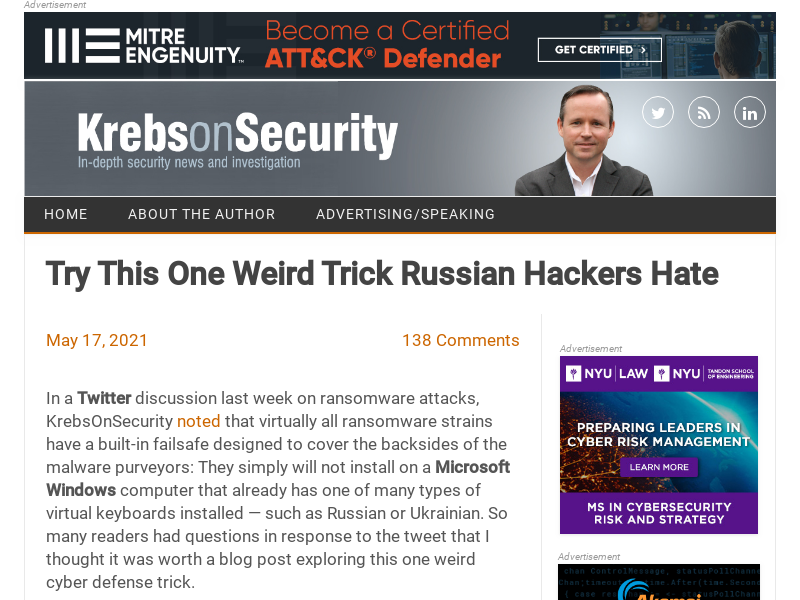 Advertisement
MITRE ENGENUITY™
Become a Certified
ATT&CK® Defender
GET CERTIFIED >
KrebsonSecurity
In-depth security news and investigation
HOME
ABOUT THE AUTHOR
ADVERTISING/SPEAKING
Try This One Weird Trick Russian Hackers Hate
May 17, 2021
138 Comments
In a Twitter discussion last week on ransomware attacks,
KrebsOnSecurity noted that virtually all ransomware strains
have a built-in failsafe designed to cover the backsides of the
malware purveyors: They simply will not install on a Microsoft
Windows computer that already has one of many types of
virtual keyboards installed — such as Russian or Ukrainian. So
many readers had questions in response to the tweet that I
thought it was worth a blog post exploring this one weird
cyber defense trick.
Advertisement
NYU LAW NYU TANDON SCHOOL
OF ENGINEERING
PREPARING LEADERS IN
CYBER RISK MANAGEMENT
LEARN MORE
MS IN CYBERSECURITY
RISK AND STRATEGY
Advertisement